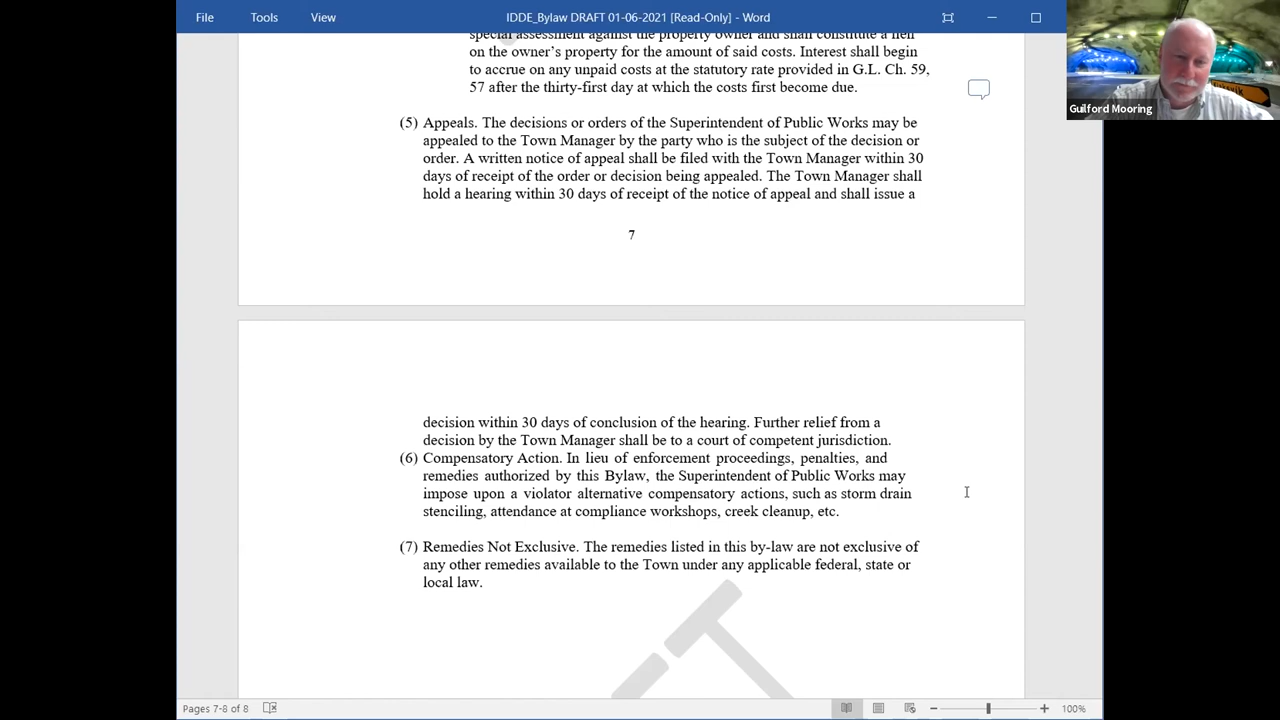 File Tools View IDDE_Bylaw DRAFT 01-06-2021 [Read-Only] - Word
special assessment against the property owner and shall constitute a lien
on the owner's property for the amount of said costs. Interest shall begin
to accrue on any unpaid costs at the statutory rate provided in G.L. Ch. 59,
57 after the thirty-first day at which the costs first become due.
Guilford Mooring
(5) Appeals. The decisions or orders of the Superintendent of Public Works may be
appealed to the Town Manager by the party who is the subject of the decision or
order. A written notice of appeal shall be filed with the Town Manager within 30
days of receipt of the order or decision being appealed. The Town Manager shall
hold a hearing within 30 days of receipt of the notice of appeal and shall issue a
7
decision within 30 days of conclusion of the hearing. Further relief from a
decision by the Town Manager shall be to a court of competent jurisdiction.
(6) Compensatory Action. In lieu of enforcement proceedings, penalties, and
remedies authorized by this Bylaw, the Superintendent of Public Works may
impose upon a violator alternative compensatory actions, such as storm drain
stenciling, attendance at compliance workshops, creek cleanup, etc.
(7) Remedies Not Exclusive. The remedies listed in this by-law are not exclusive of
any other remedies available to the Town under any applicable federal, state or
local law.
Pages 7-8 of 8
100%